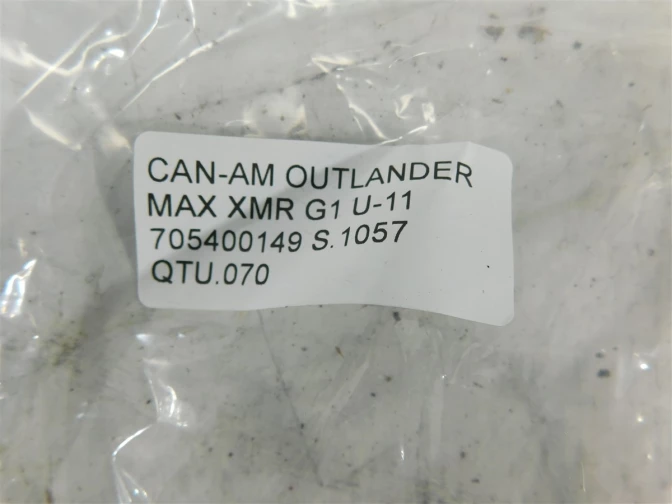 CAN-AM OUTLANDER
MAX XMR G1 U-11
705400149 S.1057
QTU.070